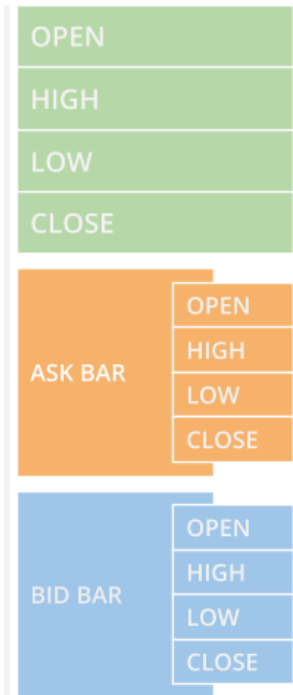 OPEN
HIGH
LOW
CLOSE
ASK BAR
OPEN
HIGH
LOW
CLOSE
BID BAR
OPEN
HIGH
LOW
CLOSE